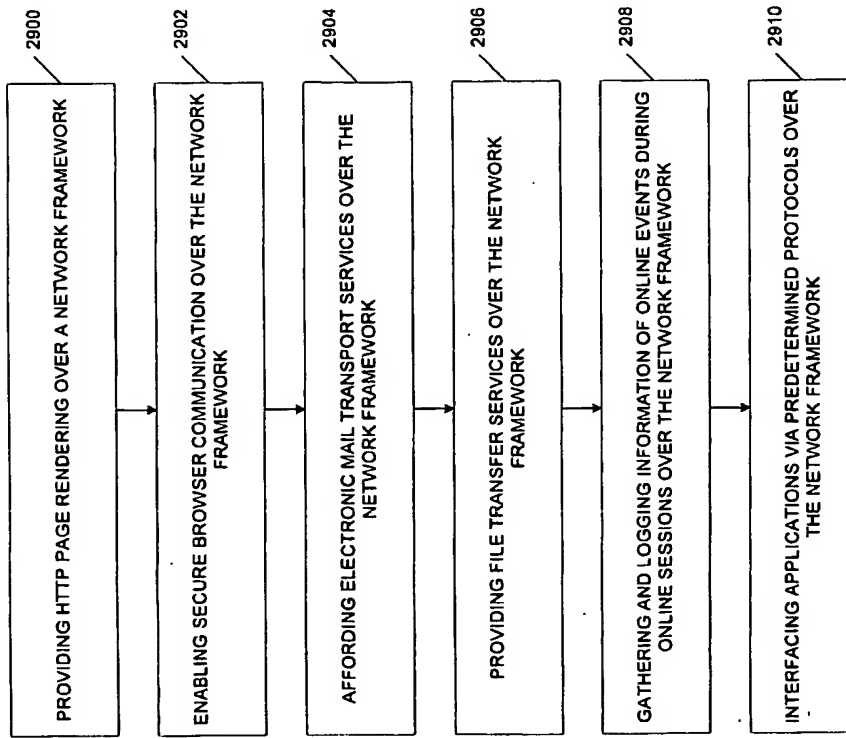 2900
PROVIDING HTTP PAGE RENDERING OVER A NETWORK FRAMEWORK
2902
ENABLING SECURE BROWSER COMMUNICATION OVER THE NETWORK
FRAMEWORK
2904
AFFORDING ELECTRONIC MAIL TRANSPORT SERVICES OVER THE
NETWORK FRAMEWORK
2906
PROVIDING FILE TRANSFER SERVICES OVER THE NETWORK
FRAMEWORK
2908
GATHERING AND LOGGING INFORMATION OF ONLINE EVENTS DURING
ONLINE SESSIONS OVER THE NETWORK FRAMEWORK
2910
INTERFACING APPLICATIONS VIA PREDETERMINED PROTOCOLS OVER
THE NETWORK FRAMEWORK